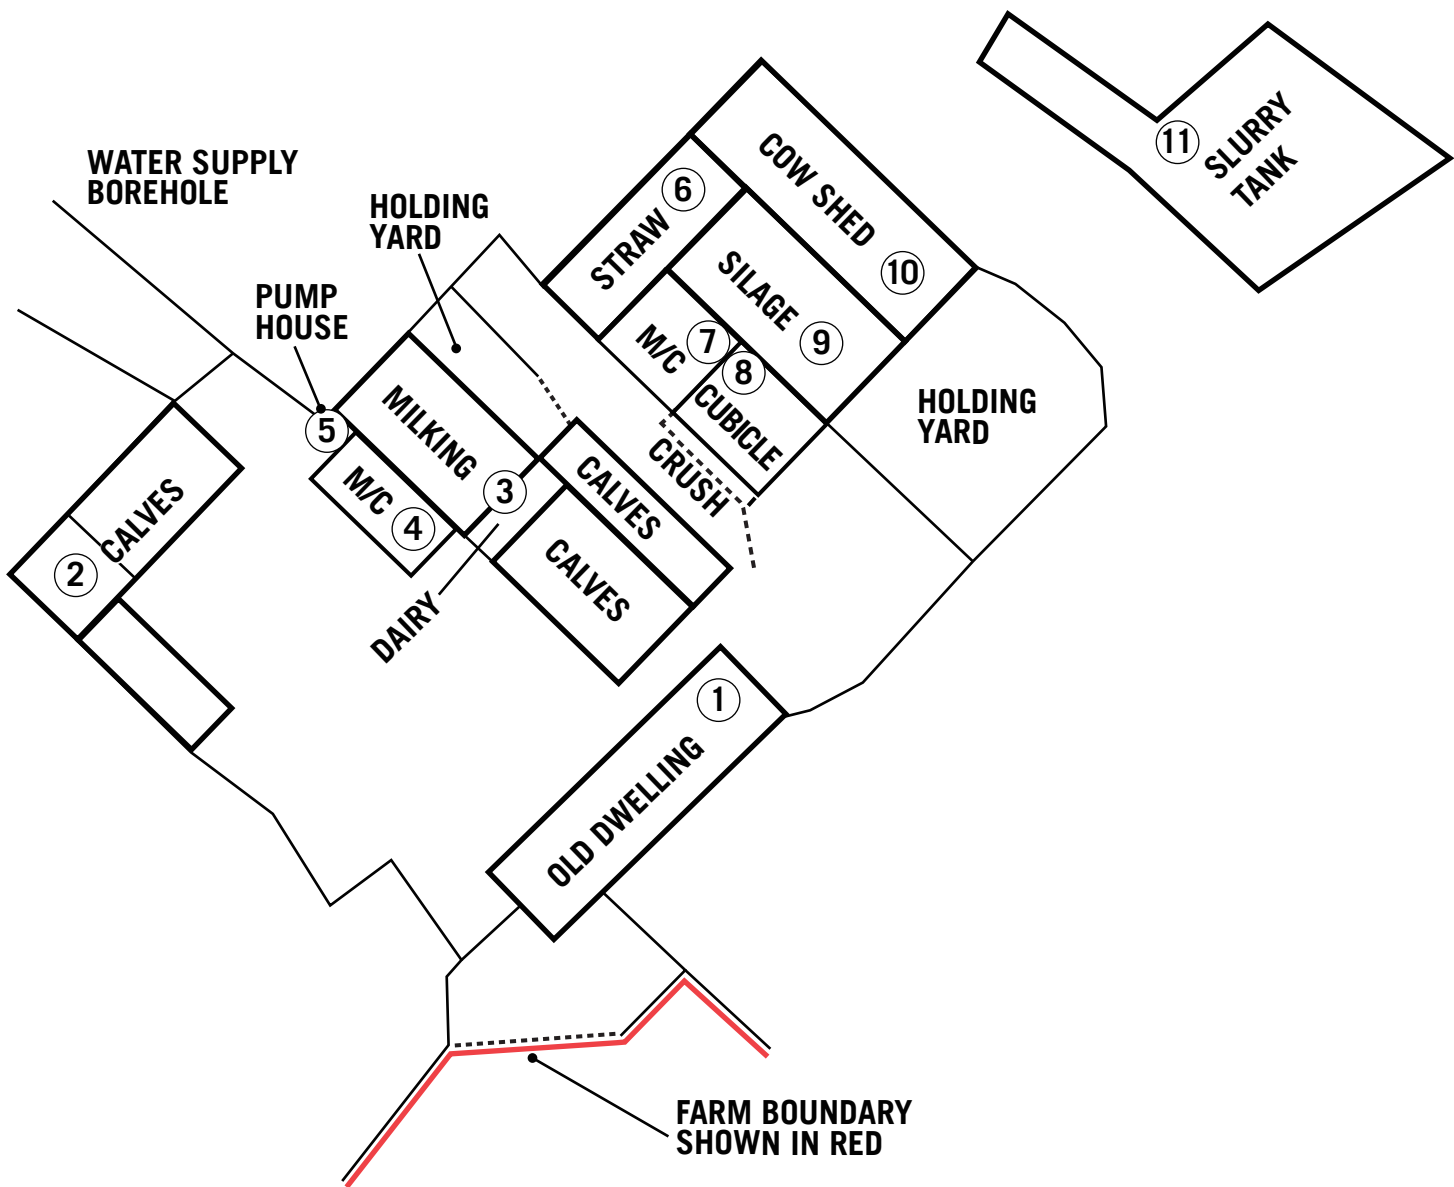 WATER SUPPLY
BOREHOLE
HOLDING
YARD
PUMP
HOUSE
STRAW
6
COW SHED
10
SILAGE
9
M/C
7
8
CUBICLE
CRUSH
11
SLURRY
TANK
HOLDING
YARD
5
MILKING
3
M/C
4
DAIRY
CALVES
CALVES
CALVES
2
1
OLD DWELLING
FARM BOUNDARY
SHOWN IN RED